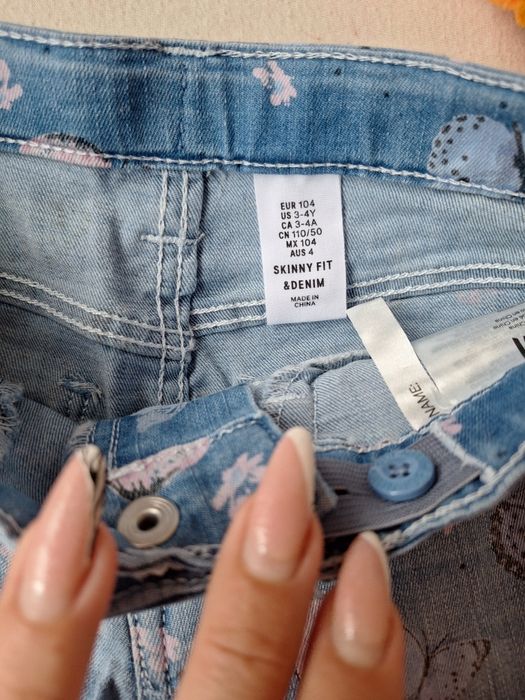 EUR 104
US 3-4Y
CA 3-4A
CN 110/50
MX 104
AUS 4
SKINNY FIT
&DENIM
MADE IN
CHINA
NAME: